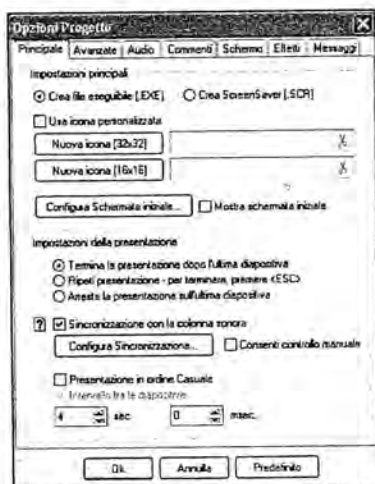 Opzioni Progetto
Principale Avanzate Audio Commenti Schermo Effetti Messaggi
Impostazioni principali
Crea file eseguibile [.EXE] Crea ScreenSaver [.SCR]
Usa icona personalizzata
Nuova icona [32x32]
Nuova icona [16x16]
Configura Schermata iniziale... Mostra schermata iniziale
Impostazioni della presentazione
Termina la presentazione dopo l'ultima diapositiva
Ripeti presentazione - per terminare, premere <ESC>
Arresta la presentazione sull'ultima diapositiva
? Sincronizzazione con la colonna sonora
Configura Sincronizzazione... Consenti controllo manuale
Presentazione in ordine Casuale
Intervallo fra le diapositive
4 sec. 0 msec.
Ok Annulla Predefinito